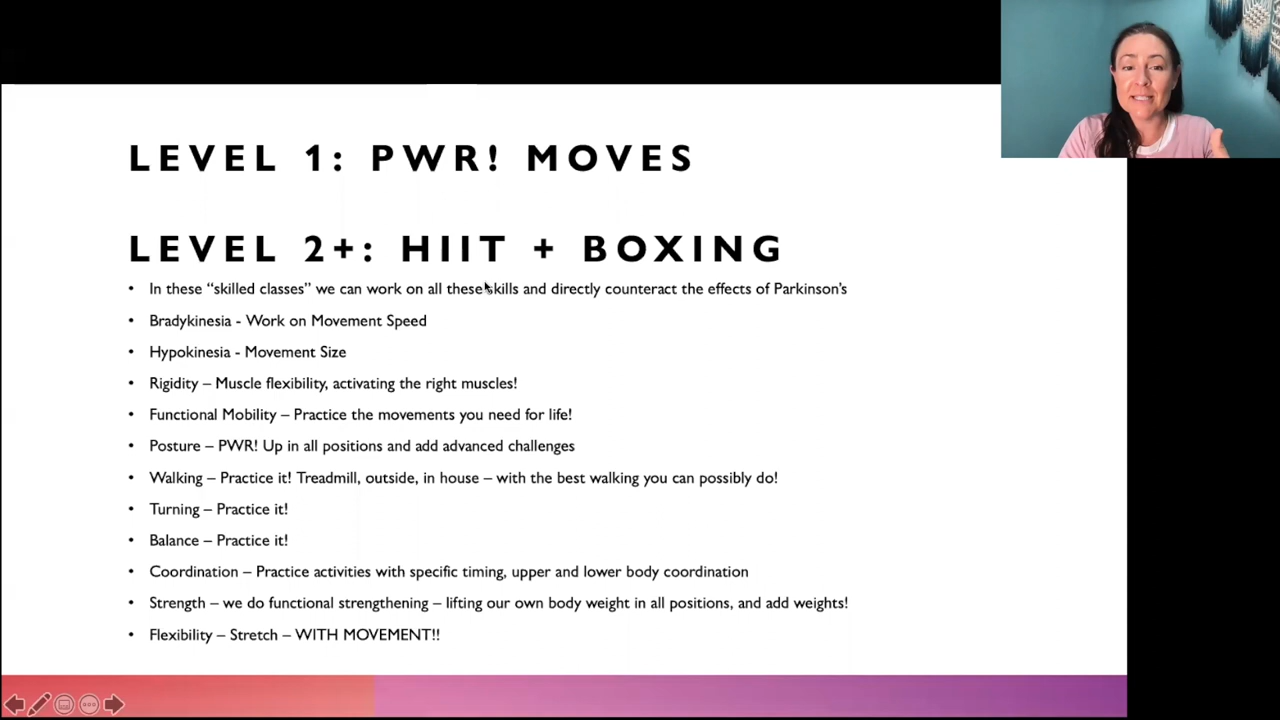 LEVEL 1: PWR! MOVES
LEVEL 2+: HIIT + BOXING
• In these “skilled classes” we can work on all these skills and directly counteract the effects of Parkinson’s
• Bradykinesia - Work on Movement Speed
• Hypokinesia - Movement Size
• Rigidity – Muscle flexibility, activating the right muscles!
• Functional Mobility – Practice the movements you need for life!
• Posture – PWR! Up in all positions and add advanced challenges
• Walking – Practice it! Treadmill, outside, in house – with the best walking you can possibly do!
• Turning – Practice it!
• Balance – Practice it!
• Coordination – Practice activities with specific timing, upper and lower body coordination
• Strength – we do functional strengthening – lifting our own body weight in all positions, and add weights!
• Flexibility – Stretch – WITH MOVEMENT!!